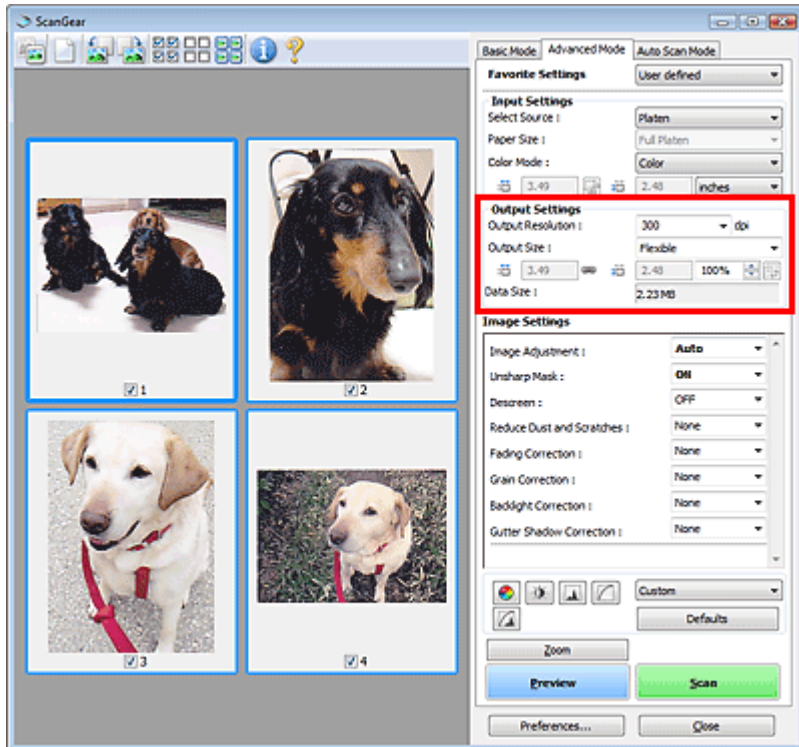 ScanGear
Basic Mode Advanced Mode Auto Scan Mode
Favorite Settings User defined
Input Settings
Select Source : Platen
Paper Size : Full Platen
Color Mode : Color
3.49 2.48 inches
Output Settings
Output Resolution : 300 dpi
Output Size : Flexible
3.49 2.48 100%
Data Size : 2.23 MB
Image Settings
Image Adjustment : Auto
Unsharp Mask : ON
Descreen : OFF
Reduce Dust and Scratches : None
Fading Correction : None
Grain Correction : None
Backlight Correction : None
Gutter Shadow Correction : None
Custom
Defaults
Zoom
Preview Scan
Preferences... Close
1 2
3 4